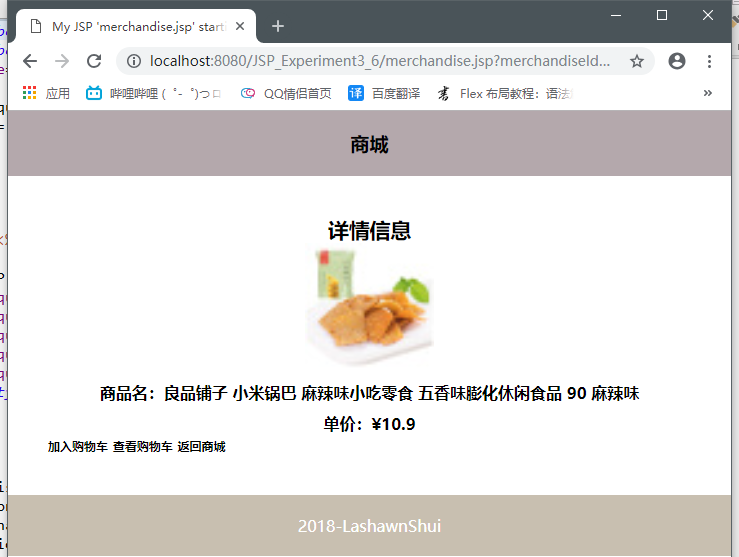 My JSP 'merchandise.jsp' starti
localhost:8080/JSP_Experiment3_6/merchandise.jsp?merchandiseId...
应用 哔哩哔哩 ( ゜- ゜)つロ QQ情侣首页 译 百度翻译 Flex 布局教程：语法
商城
详情信息
商品名：良品铺子 小米锅巴 麻辣味小吃零食 五香味膨化休闲食品 90 麻辣味
单价：¥10.9
加入购物车 查看购物车 返回商城
2018-LashawnShui